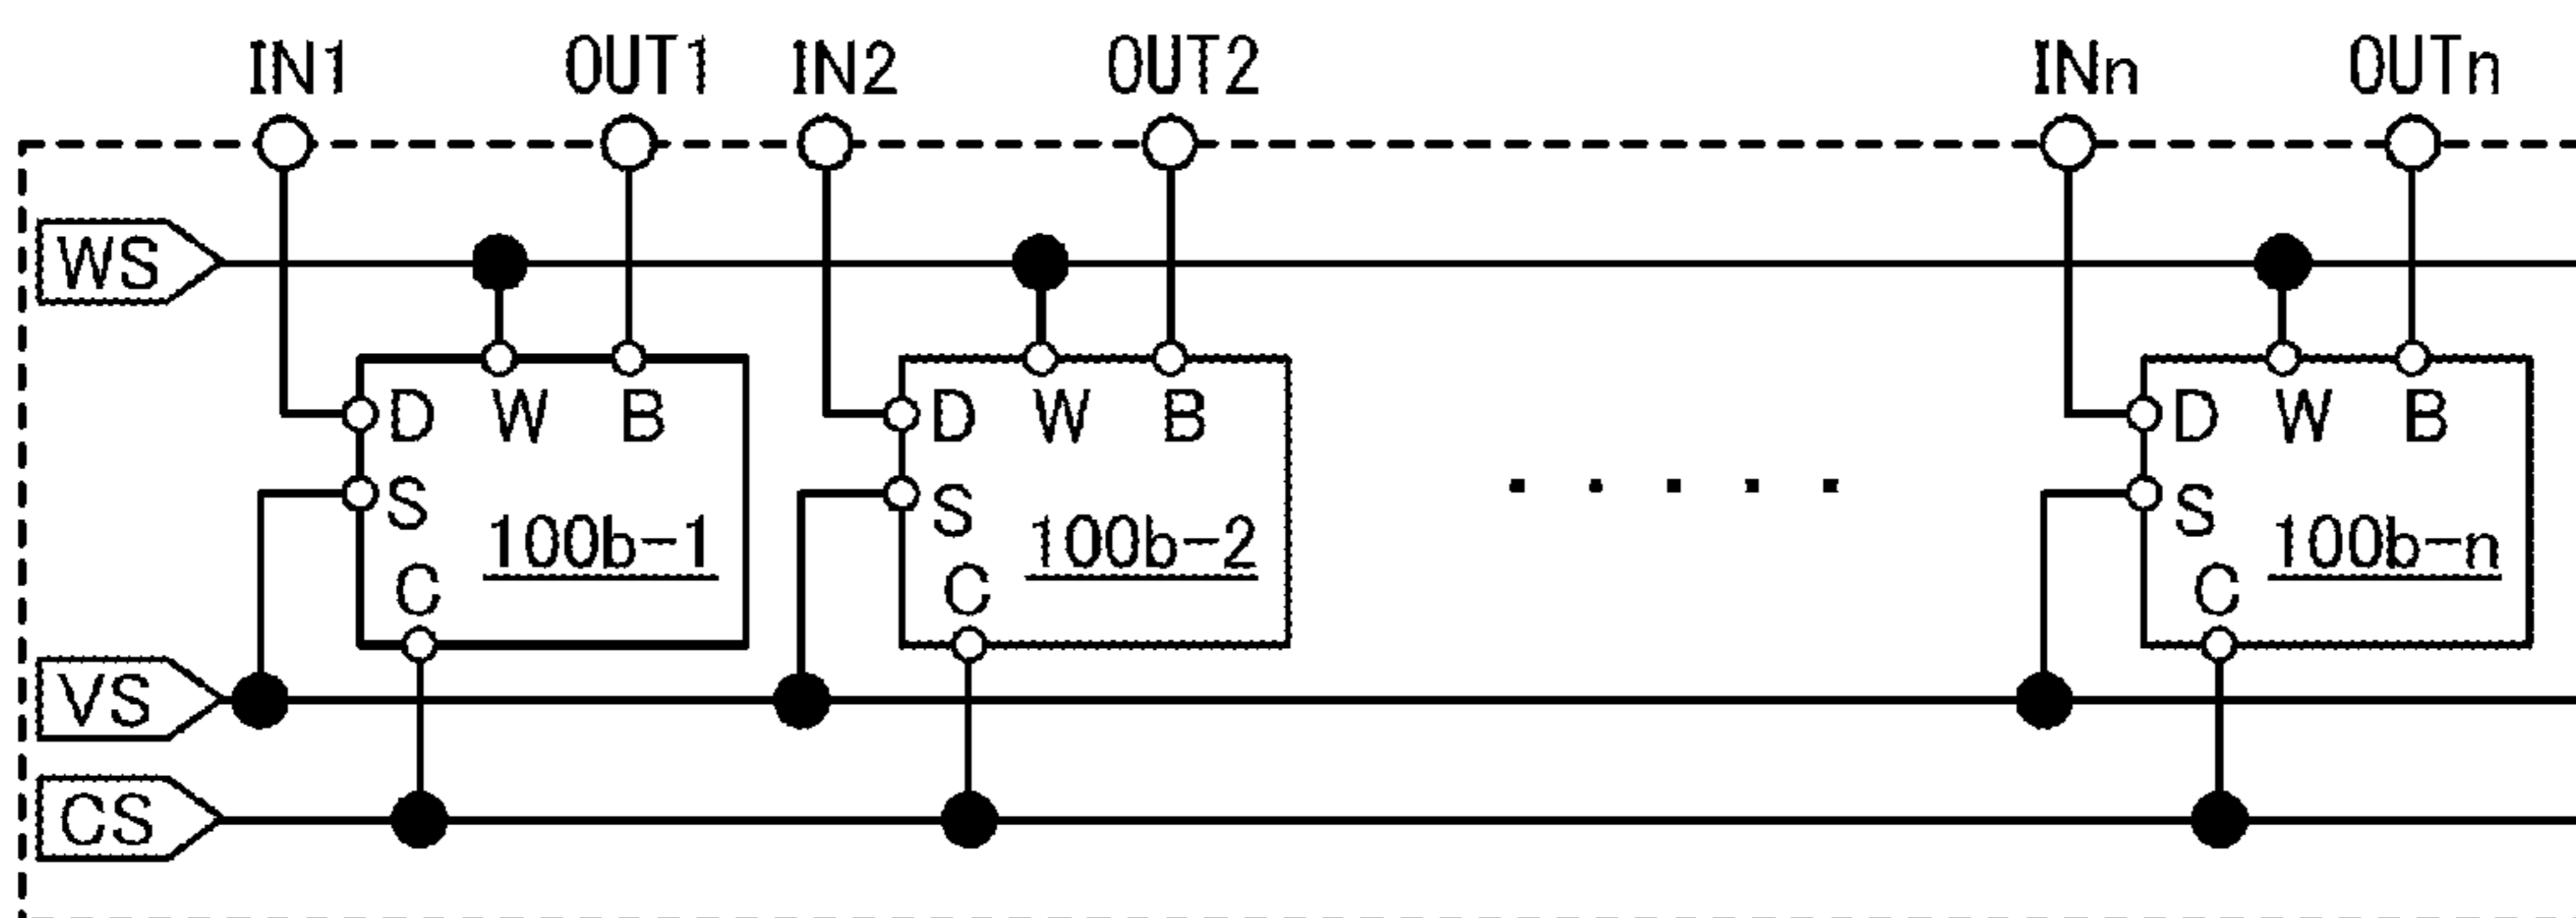 IN1 OUT1 IN2 OUT2 INn OUTn
WS
D W B D W B D W B
S S S
100b-1 100b-2 100b-n
C C C
VS
CS